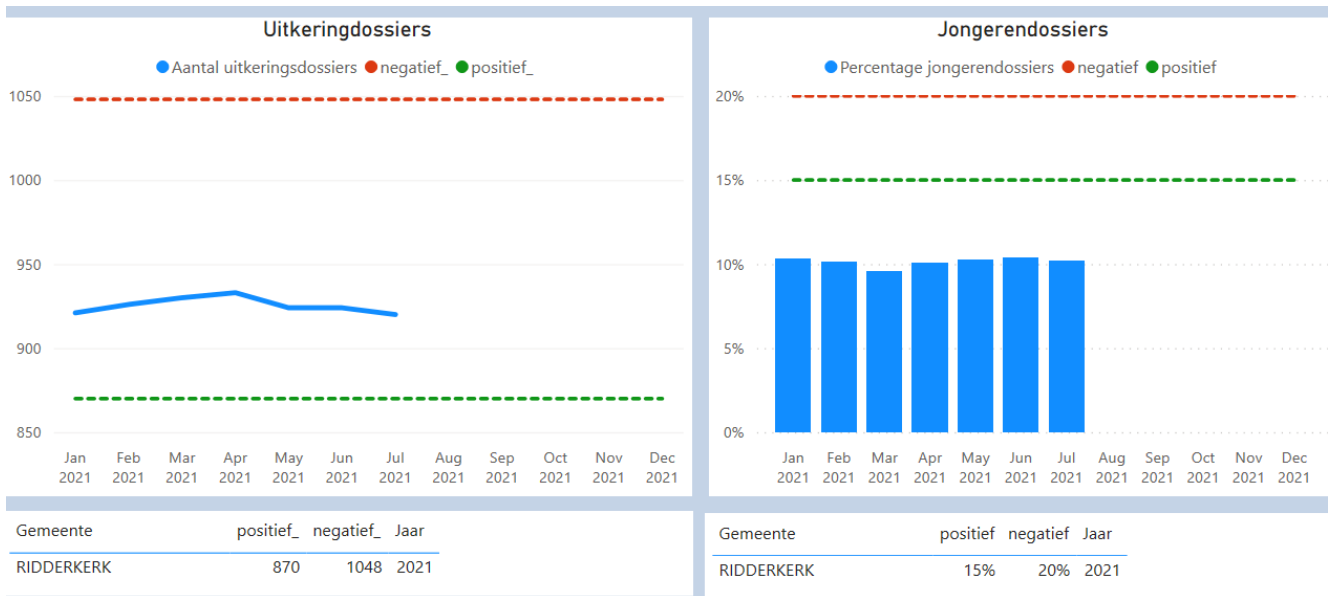 Uitkeringdossiers
Aantal uitkeringsdossiers negatief_ positief_
1050
1000
950
900
850
Jan Feb Mar Apr May Jun Jul Aug Sep Oct Nov Dec
2021 2021 2021 2021 2021 2021 2021 2021 2021 2021 2021 2021
Gemeente positief_ negatief_ Jaar
RIDDERKERK 870 1048 2021
Jongerendossiers
Percentage jongerendossiers negatief positief
20%
15%
10%
5%
0%
Jan Feb Mar Apr May Jun Jul Aug Sep Oct Nov Dec
2021 2021 2021 2021 2021 2021 2021 2021 2021 2021 2021 2021
Gemeente positief negatief Jaar
RIDDERKERK 15% 20% 2021